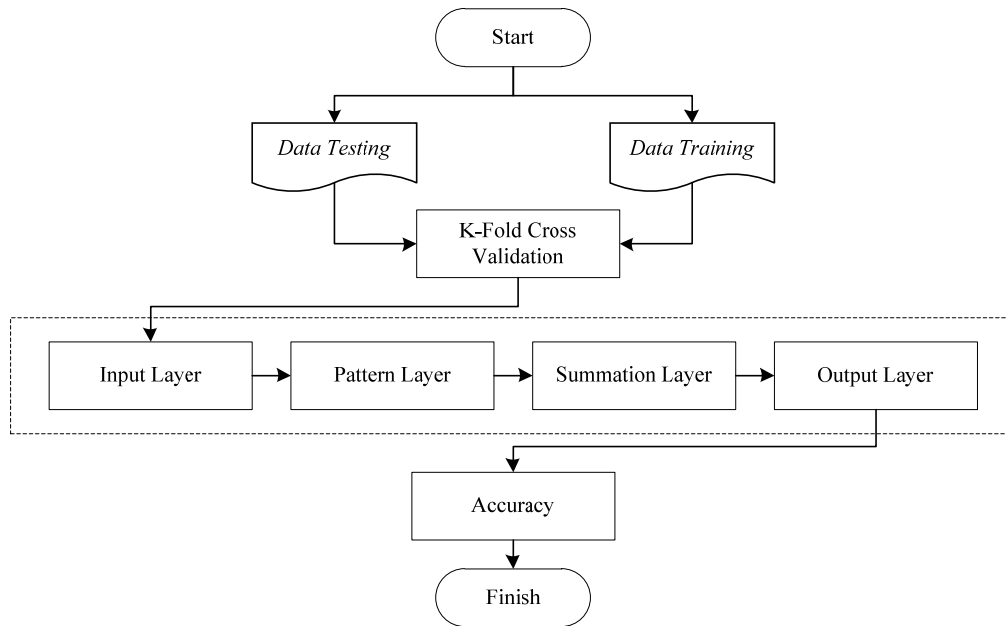 Start
Data Testing
Data Training
K-Fold Cross
Validation
Input Layer
Pattern Layer
Summation Layer
Output Layer
Accuracy
Finish